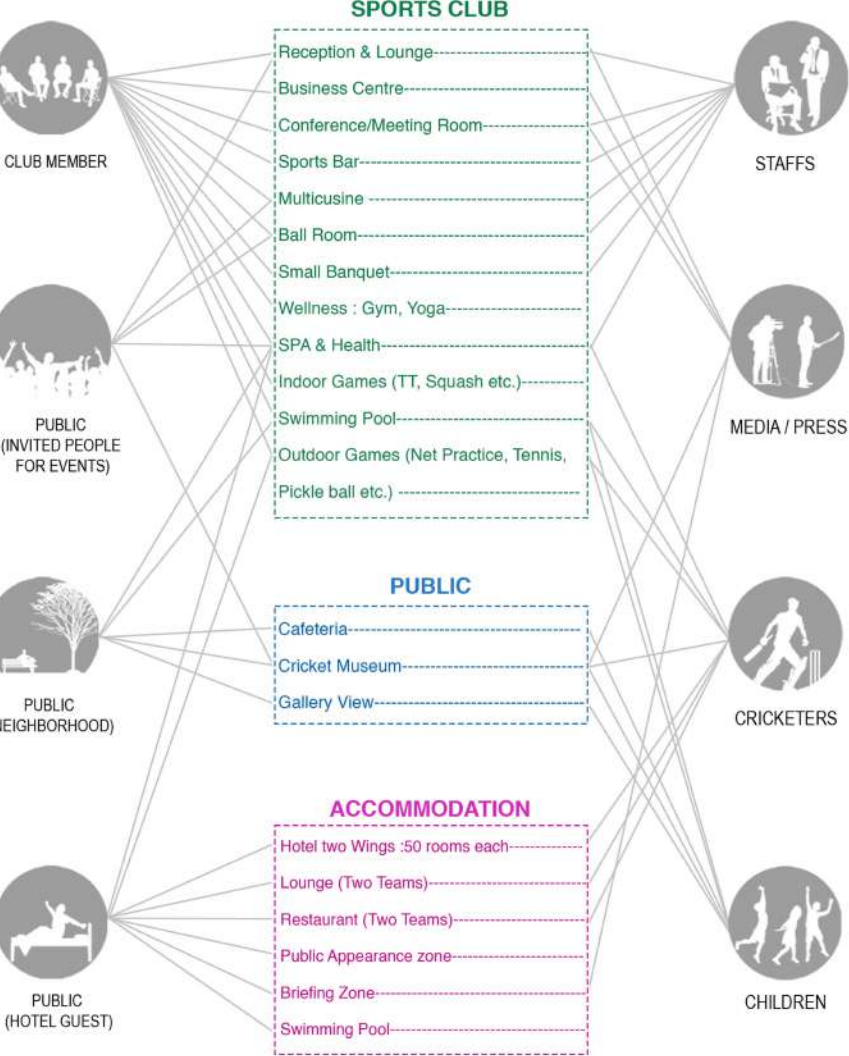 SPORTS CLUB
Reception & Lounge
Business Centre
Conference/Meeting Room
Sports Bar
Multicusine
Ball Room
Small Banquet
Wellness : Gym, Yoga
SPA & Health
Indoor Games (TT, Squash etc.)
Swimming Pool
Outdoor Games (Net Practice, Tennis,
Pickle ball etc.)
PUBLIC
Cafeteria
Cricket Museum
Gallery View
ACCOMMODATION
Hotel two Wings :50 rooms each
Lounge (Two Teams)
Restaurant (Two Teams)
Public Appearance zone
Briefing Zone
Swimming Pool
CLUB MEMBER
PUBLIC
(INVITED PEOPLE
FOR EVENTS)
PUBLIC
NEIGHBORHOOD)
PUBLIC
(HOTEL GUEST)
STAFFS
MEDIA / PRESS
CRICKETERS
CHILDREN